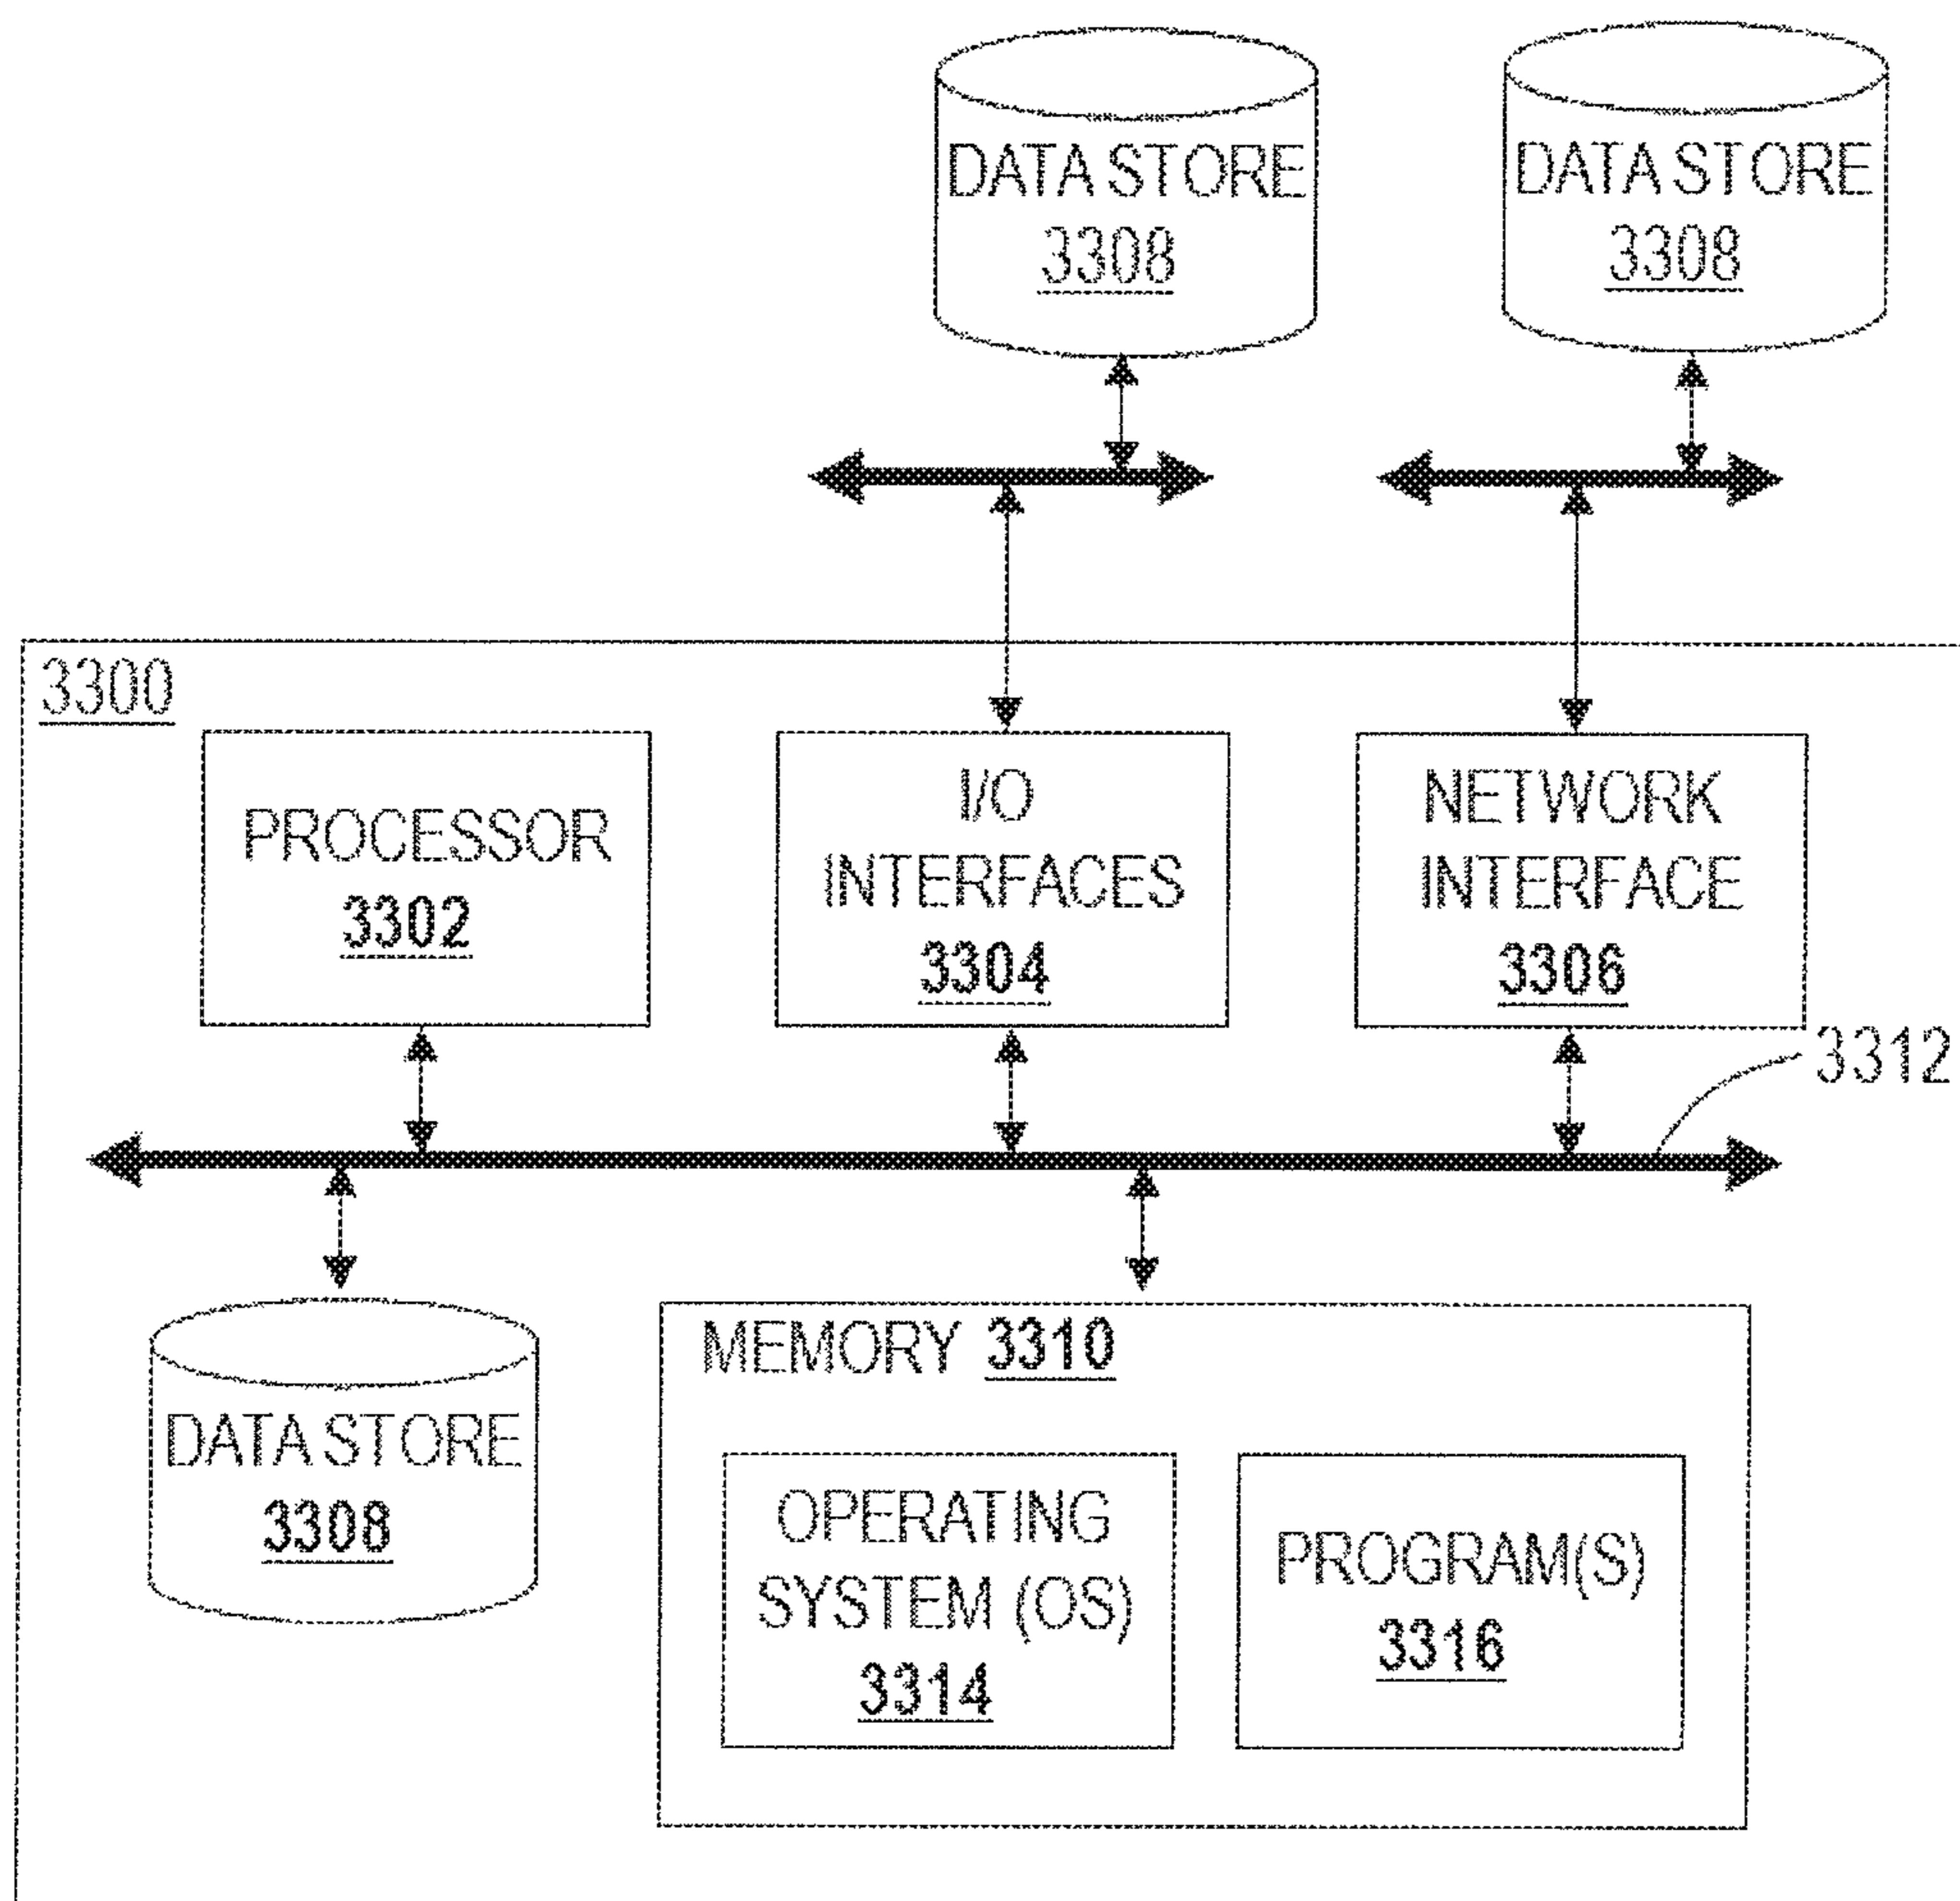 DATA STORE
3308
DATA STORE
3308
3300
PROCESSOR
3302
I/O
INTERFACES
3304
NETWORK
INTERFACE
3306
3312
DATA STORE
3308
MEMORY 3310
OPERATING
SYSTEM (OS)
3314
PROGRAM(S)
3316